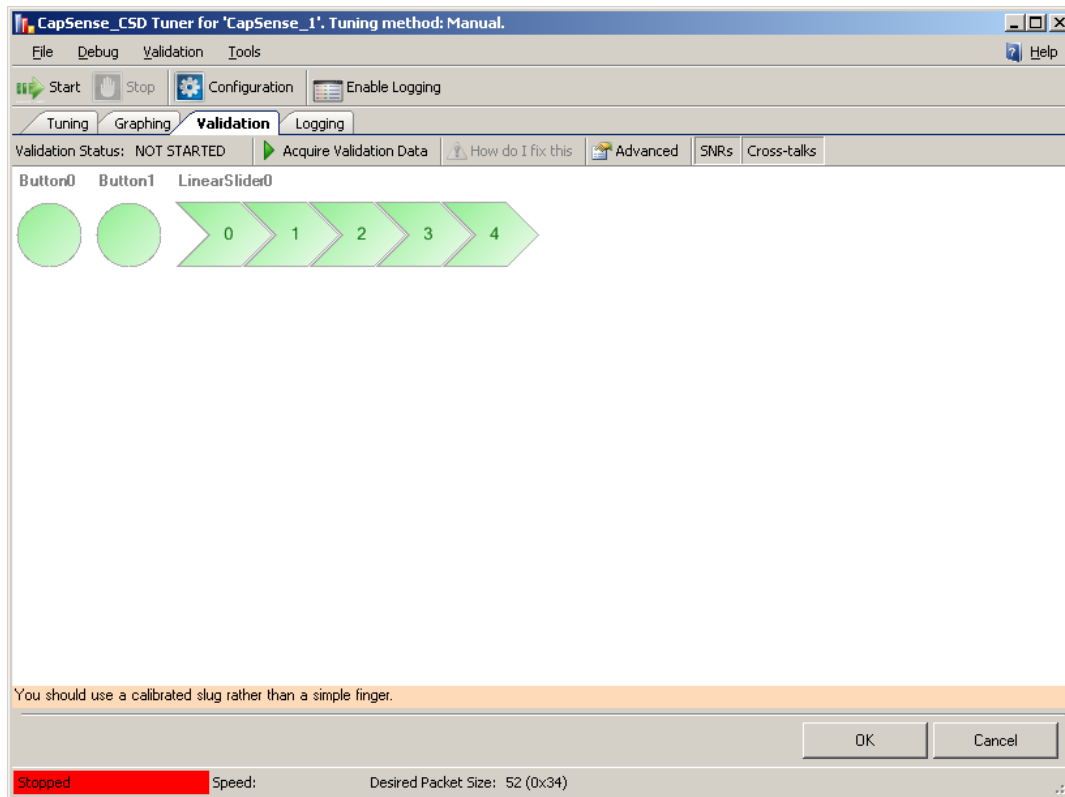 CapSense_CSD Tuner for 'CapSense_1'. Tuning method: Manual.
File Debug Validation Tools Help
Start Stop Configuration Enable Logging
Tuning Graphing Validation Logging
Validation Status: NOT STARTED Acquire Validation Data How do I fix this Advanced SNRs Cross-talks
Button0 Button1 LinearSlider0
0 1 2 3 4
You should use a calibrated slug rather than a simple finger.
OK Cancel
Stopped Speed: Desired Packet Size: 52 (0x34)